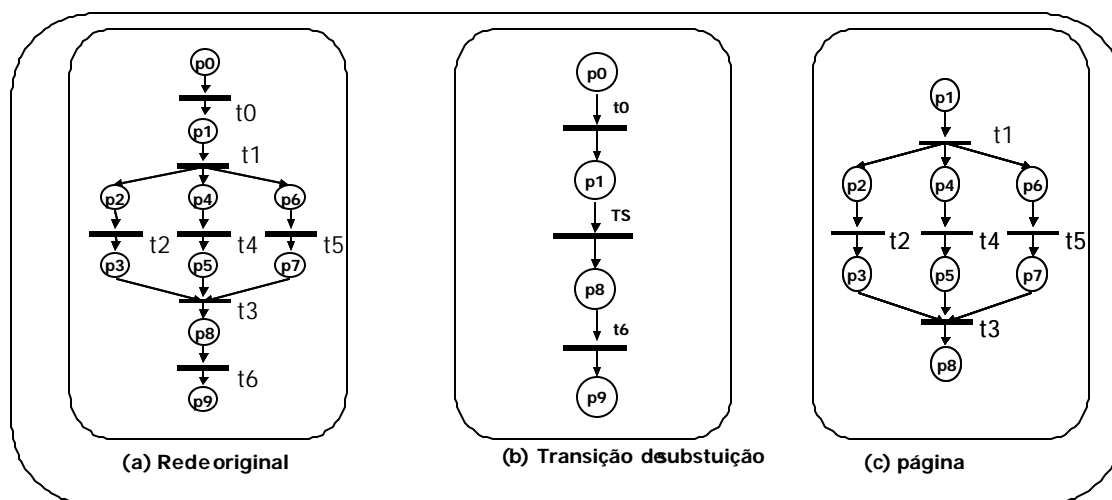 p0
t0
p1
t1
p2 p4 p6
t2 t4 t5
p3 p5 p7
t3
p8
t6
p9
(a) Rede original
p0
t0
p1
TS
p8
t6
p9
(b) Transição de substuição
p1
t1
p2 p4 p6
t2 t4 t5
p3 p5 p7
t3
p8
(c) página